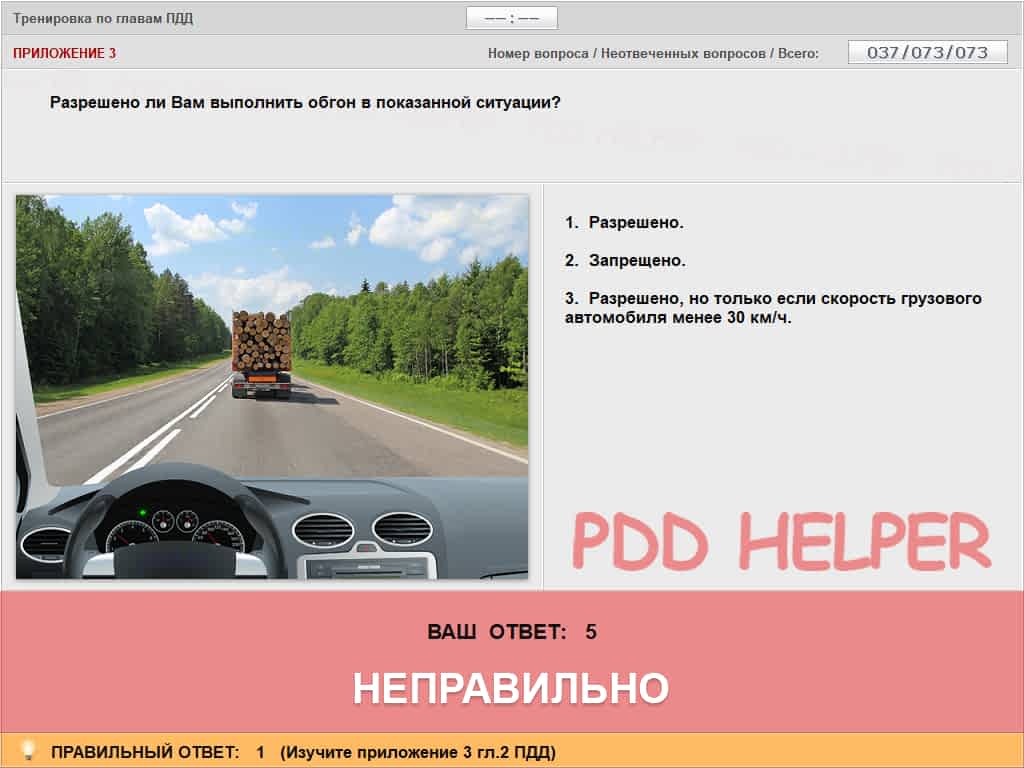 Тренировка по главам ПДД
–– : ––
ПРИЛОЖЕНИЕ 3
Номер вопроса / Неотвеченных вопросов / Всего:
037/073/073
Разрешено ли Вам выполнить обгон в показанной ситуации?
1. Разрешено.
2. Запрещено.
3. Разрешено, но только если скорость грузового
автомобиля менее 30 км/ч.
PDD HELPER
ВАШ ОТВЕТ: 5
НЕПРАВИЛЬНО
ПРАВИЛЬНЫЙ ОТВЕТ: 1 (Изучите приложение 3 гл.2 ПДД)